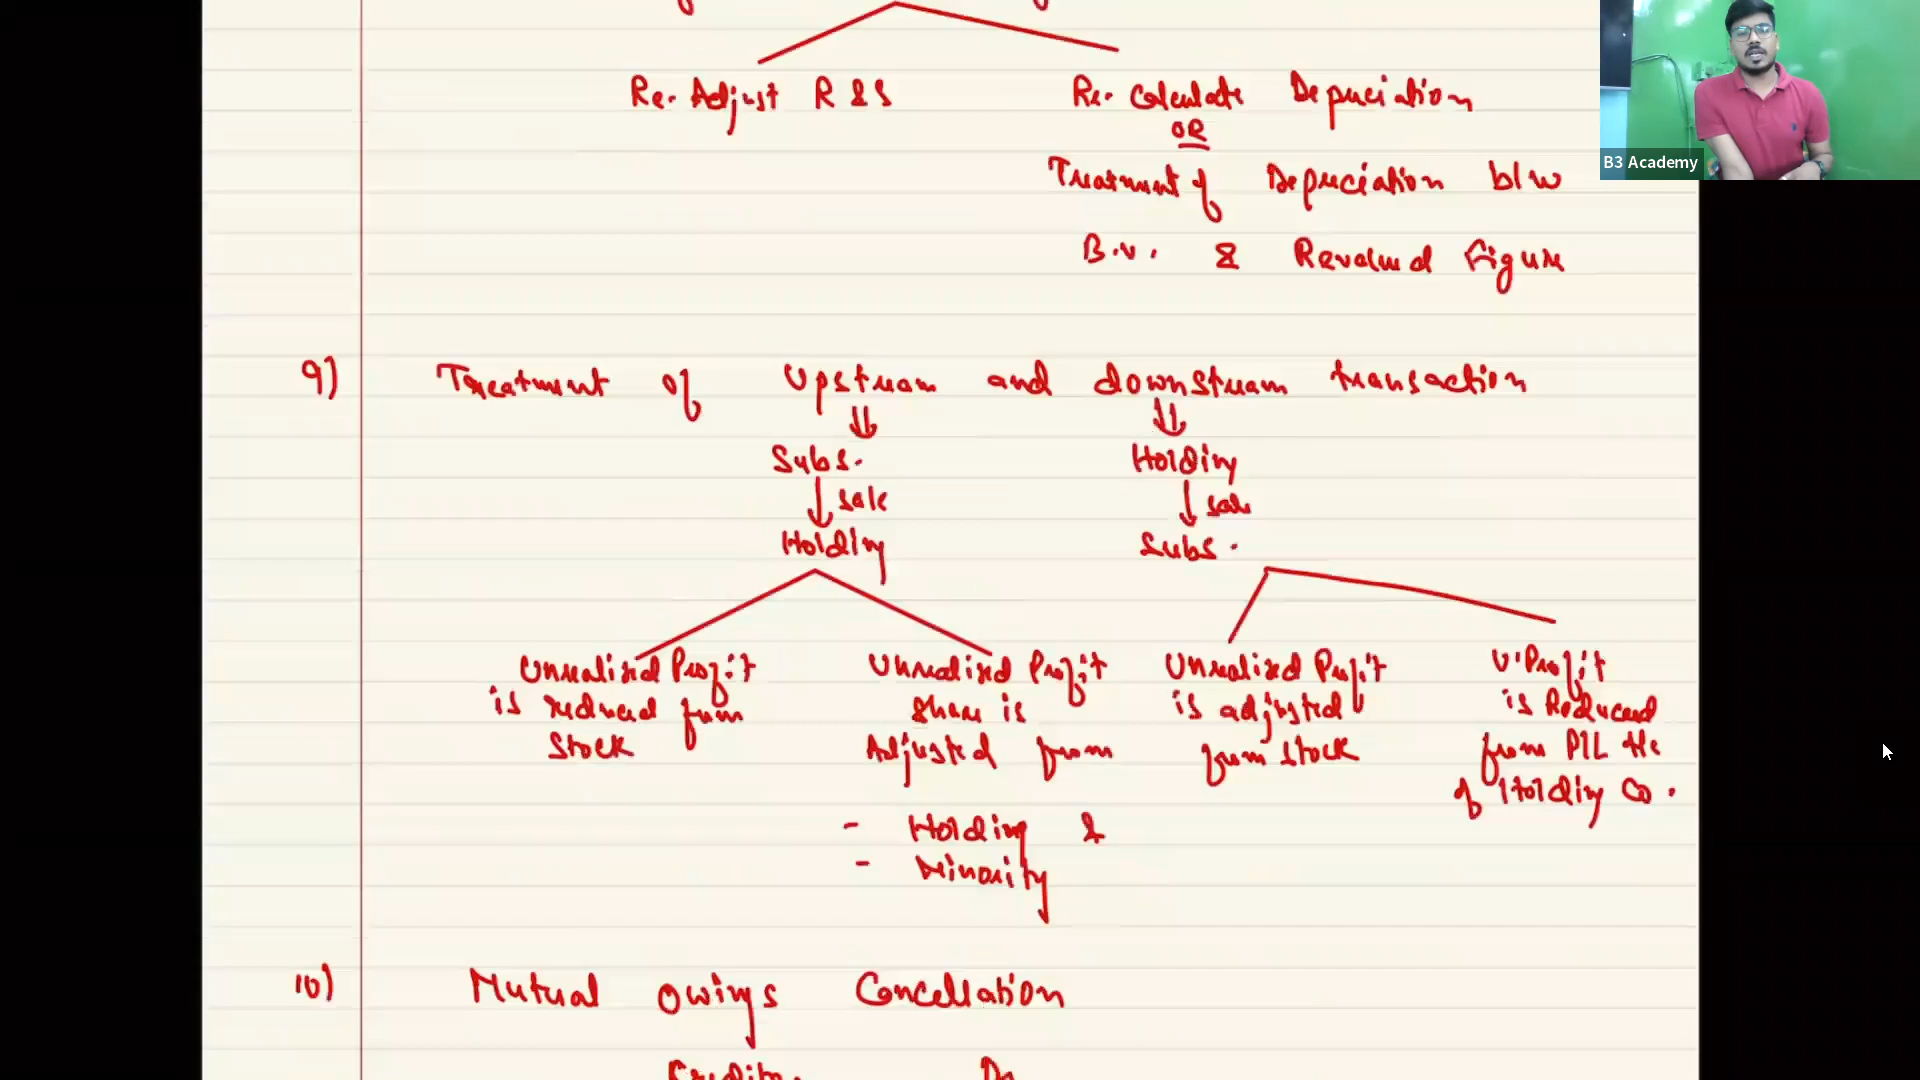 Re-Adjust R & S
Re-Calculate Depreciation
OR
Treatment of Depreciation b/w
B.V. & Revalued Figure
B3 Academy
9) Treatment of Upstream and downstream transaction
Subs. Holding
sale sale
Holding Subs.
Unrealised Profit Unrealised Profit Unrealised Profit U.Profit
is reduced from share is is adjusted is Reduced
Stock Adjusted from from stock from P/L A/c
of Holding Co.
- Holding &
- Minority
10) Mutual Owings Cancellation